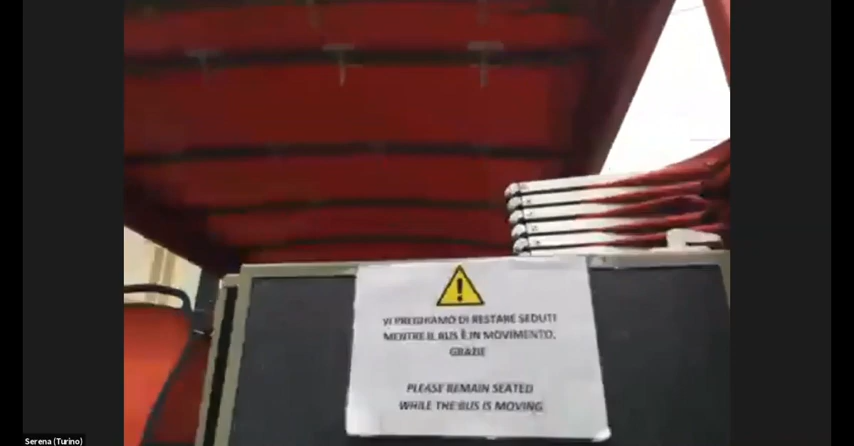 VI PREGHIAMO DI RESTARE SEDUTI
MENTRE IL BUS È IN MOVIMENTO.
GRAZIE
PLEASE REMAIN SEATED
WHILE THE BUS IS MOVING
Serena (Turino)